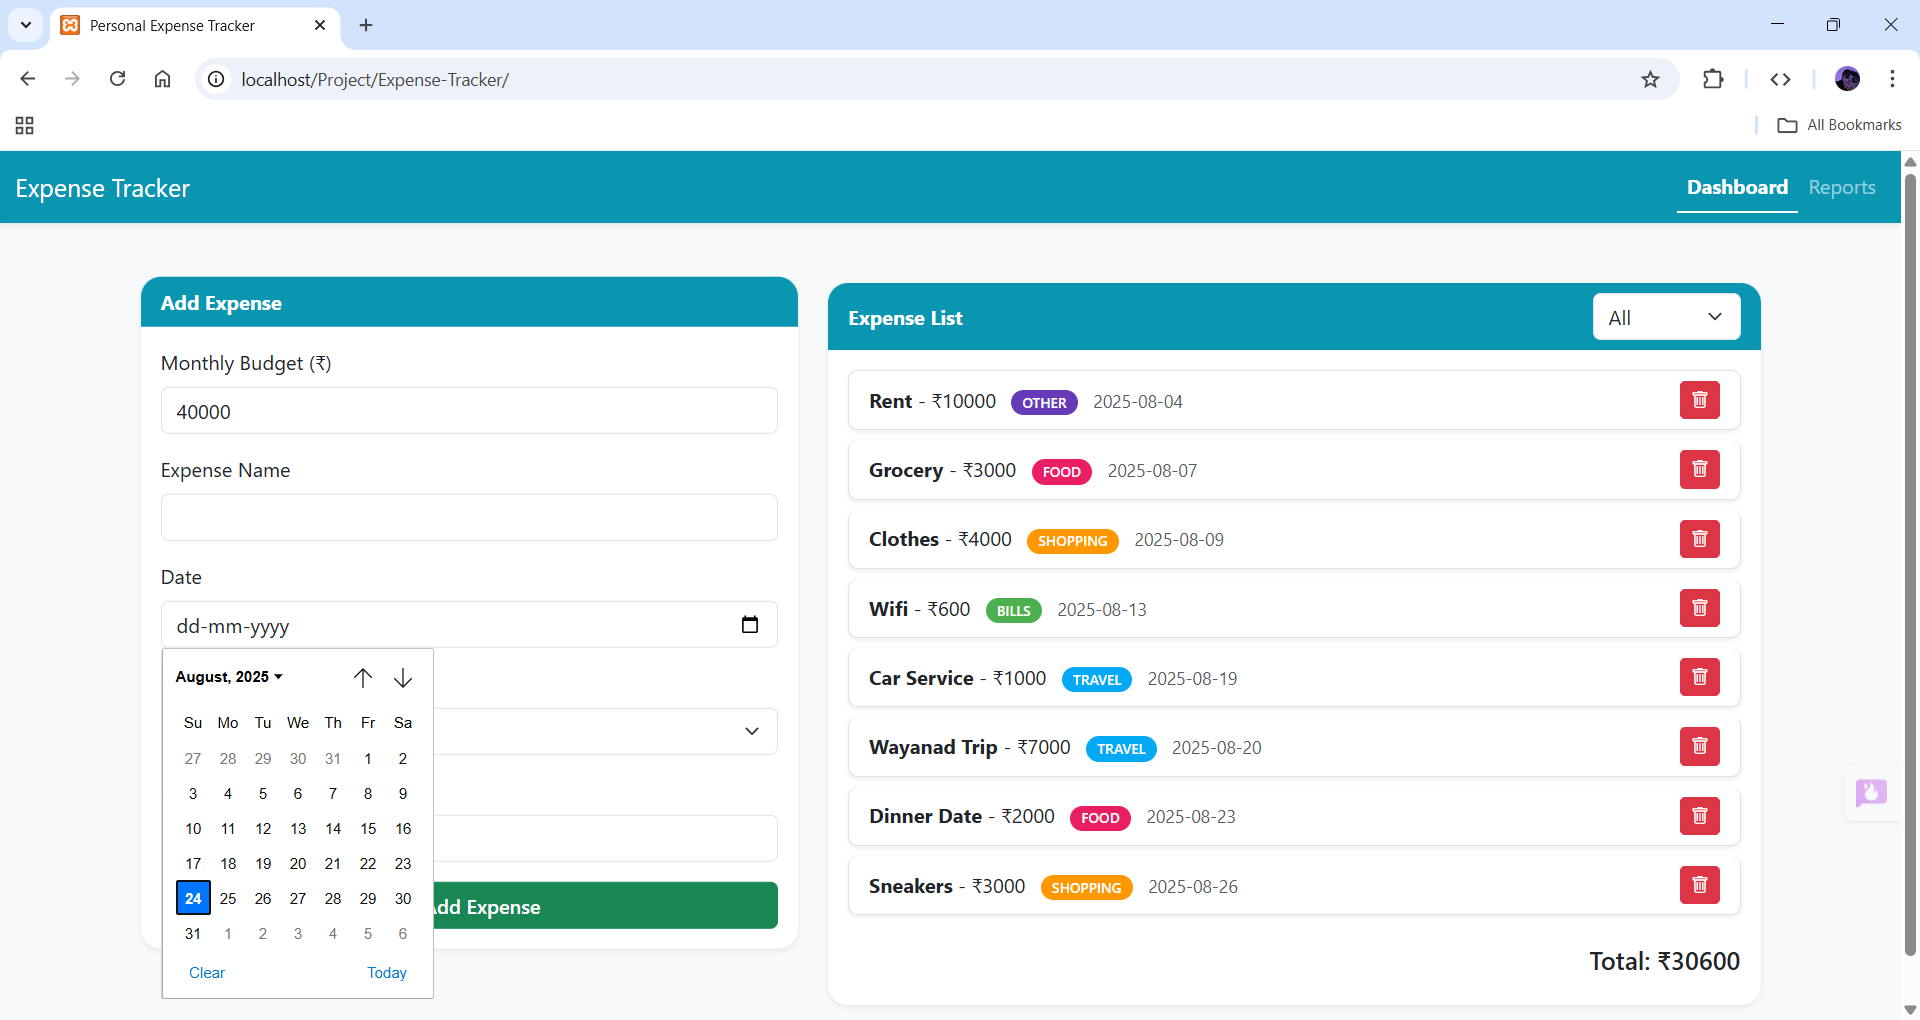 Personal Expense Tracker
localhost/Project/Expense-Tracker/
All Bookmarks
Expense Tracker
Dashboard Reports
Add Expense
Monthly Budget (₹)
40000
Expense Name
Date
dd-mm-yyyy
August, 2025
Su Mo Tu We Th Fr Sa
27 28 29 30 31 1 2
3 4 5 6 7 8 9
10 11 12 13 14 15 16
17 18 19 20 21 22 23
24 25 26 27 28 29 30
31 1 2 3 4 5 6
Clear Today
dd Expense
Expense List
All
Rent - ₹10000 OTHER 2025-08-04
Grocery - ₹3000 FOOD 2025-08-07
Clothes - ₹4000 SHOPPING 2025-08-09
Wifi - ₹600 BILLS 2025-08-13
Car Service - ₹1000 TRAVEL 2025-08-19
Wayanad Trip - ₹7000 TRAVEL 2025-08-20
Dinner Date - ₹2000 FOOD 2025-08-23
Sneakers - ₹3000 SHOPPING 2025-08-26
Total: ₹30600